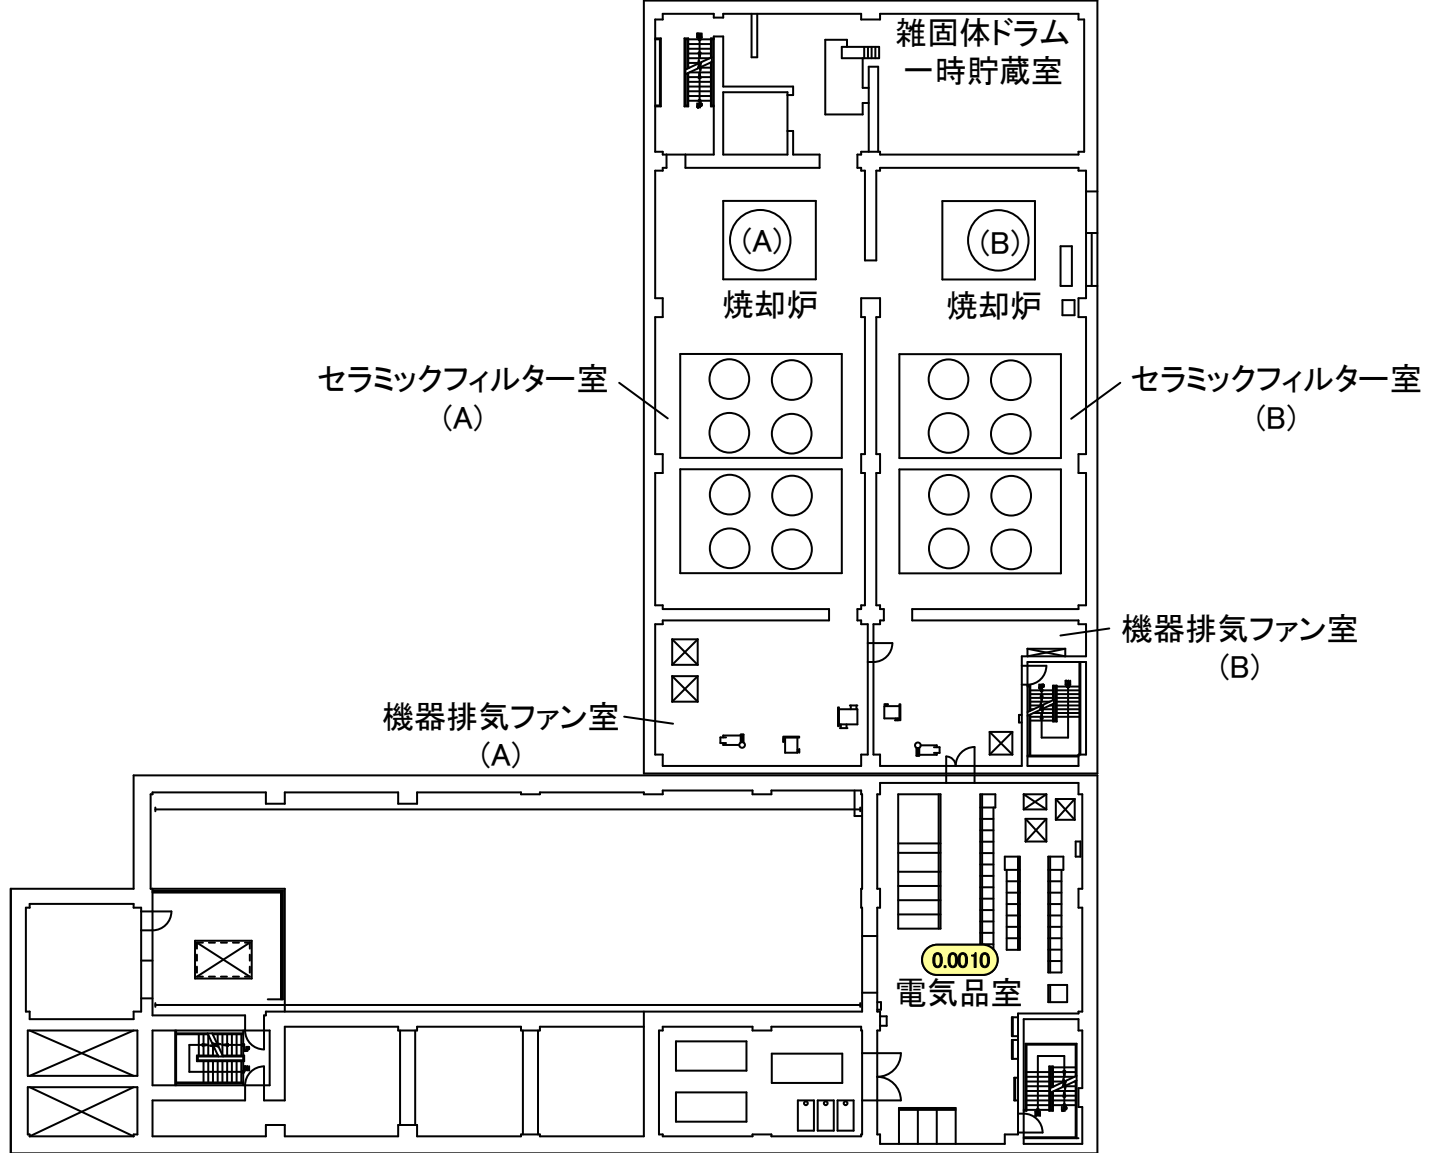 雑固体ドラム
一時貯蔵室
(A)
(B)
焼却炉
焼却炉
セラミックフィルター室
(A)
セラミックフィルター室
(B)
機器排気ファン室
(B)
機器排気ファン室
(A)
0.0010
電気品室